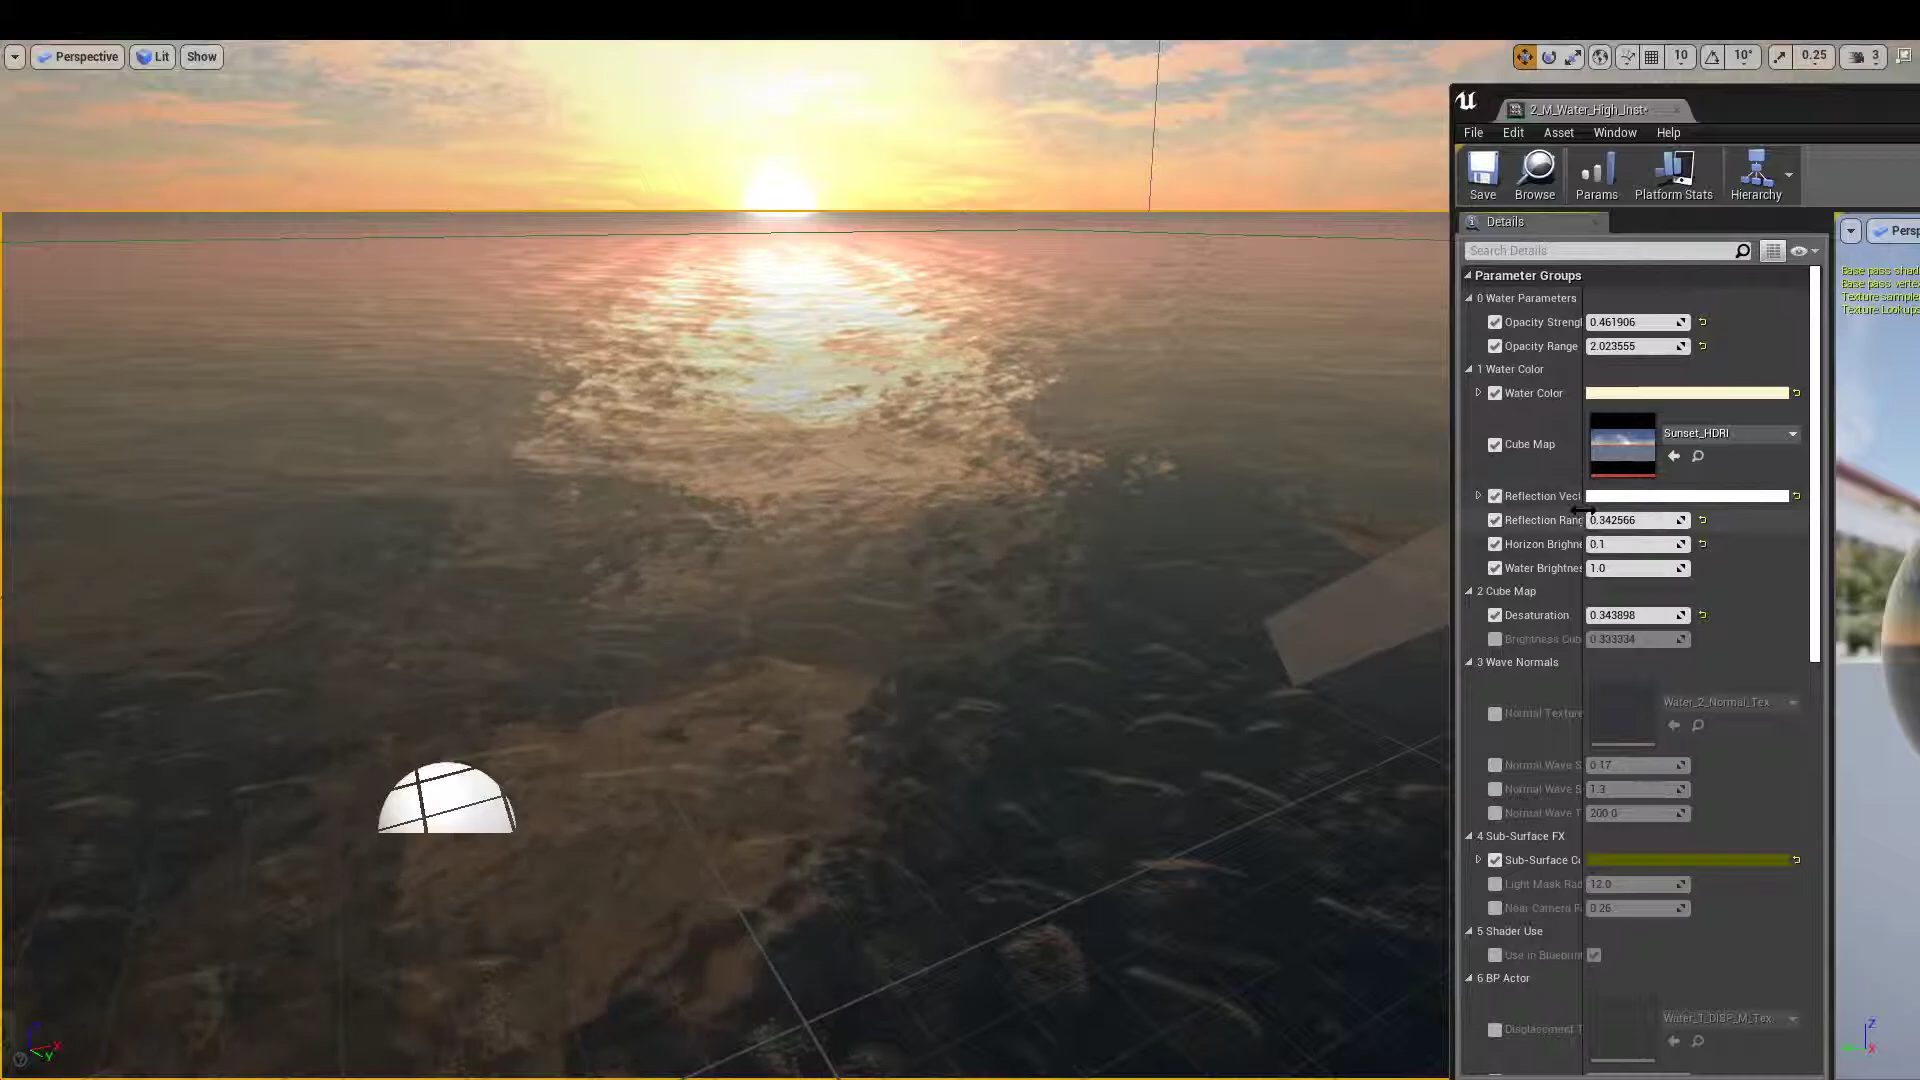 Perspective Lit Show
10 10° 0.25 3
2_M_Water_High_Inst*
File Edit Asset Window Help
Save Browse Params Platform Stats Hierarchy
Details
Search Details
Parameter Groups
0 Water Parameters
Opacity Strengt 0.461906
Opacity Range 2.023555
1 Water Color
Water Color
Cube Map Sunset_HDRI
Reflection Vect
Reflection Rang 0.342566
Horizon Brightne 0.1
Water Brightnes 1.0
2 Cube Map
Desaturation 0.343898
Brightness Cub 0.333334
3 Wave Normals
Normal Texture Water_2_Normal_Tex
Normal Wave S 0.17
Normal Wave S 1.3
Normal Wave T 200.0
4 Sub-Surface FX
Sub-Surface Co
Light Mask Rad 12.0
Near Camera F 0.26
5 Shader Use
Use in Blueprint
6 BP Actor
Displacement T Water_1_DISP_M_Tex
Persp
Base pass shad
Base pass verte
Texture sample
Texture Lookups
X
Y
Z
X